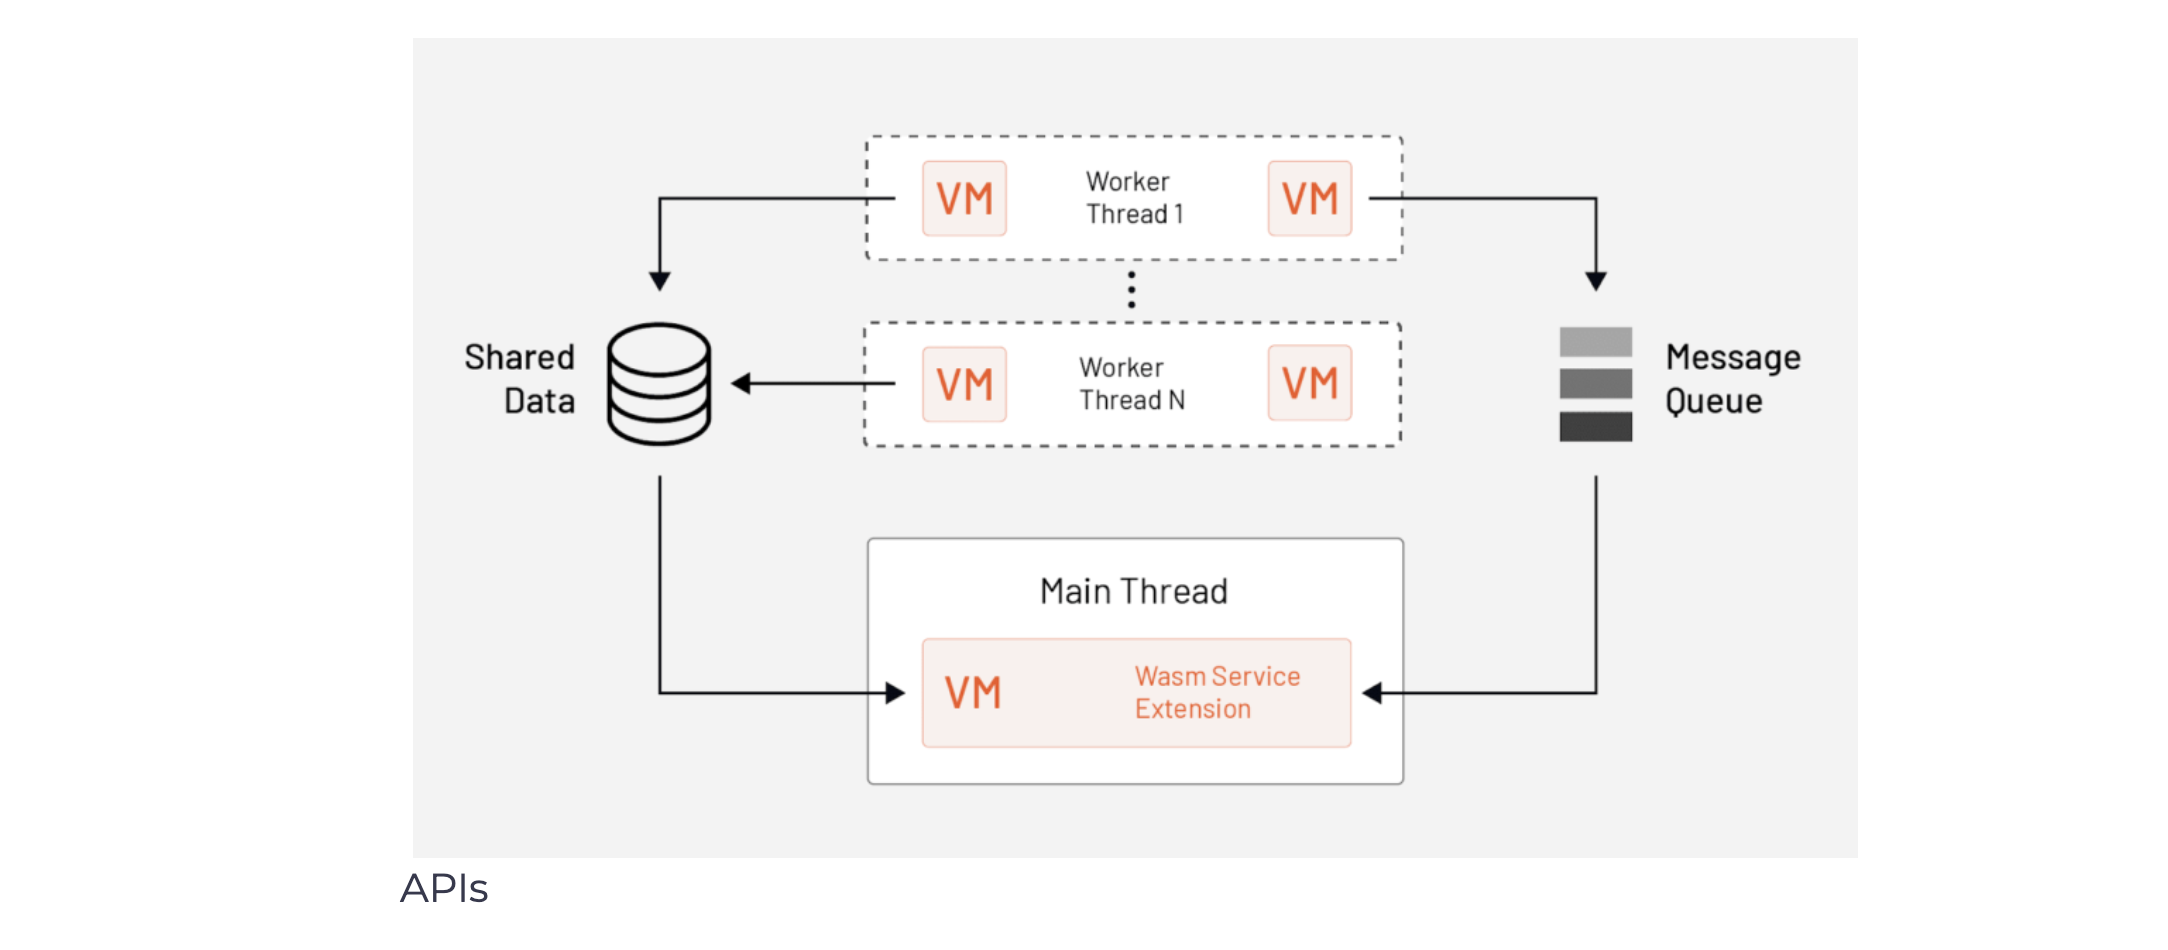 VM
Worker
Thread 1
VM
Shared
Data
VM
Worker
Thread N
VM
Message
Queue
Main Thread
VM
Wasm Service
Extension
APIs